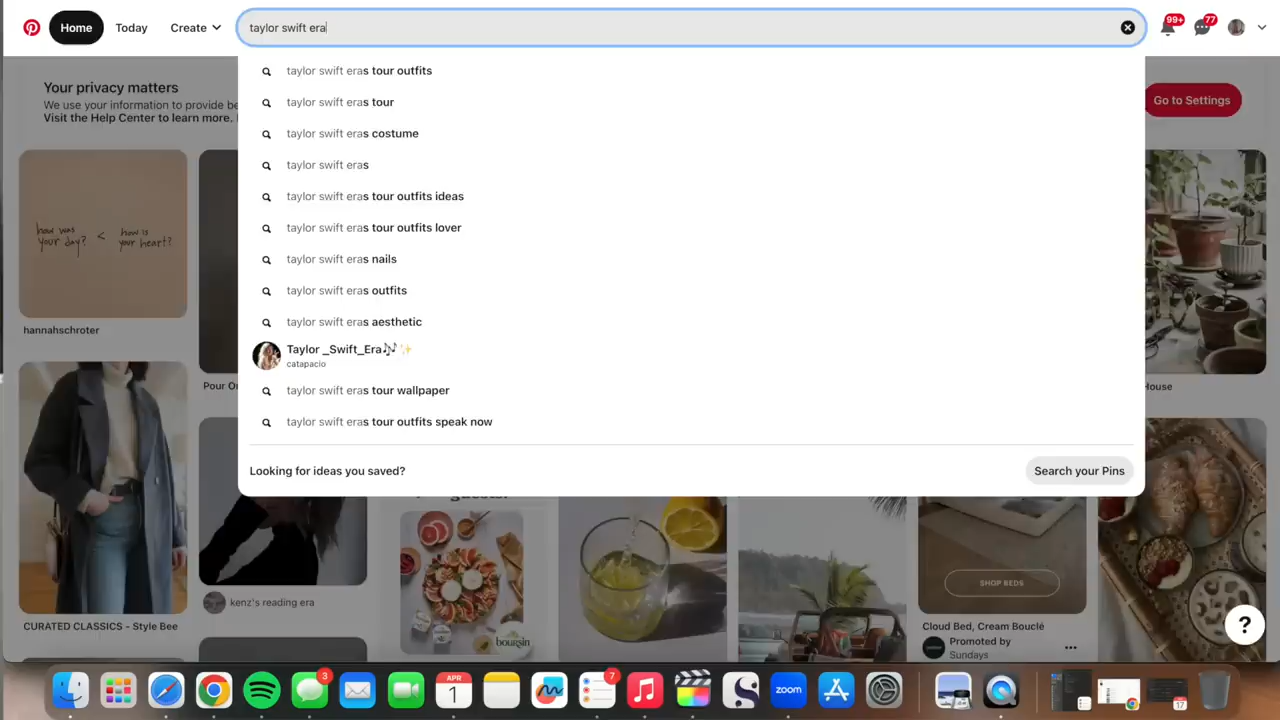 Home
Today
Create
taylor swift era
99+
77
taylor swift eras tour outfits
taylor swift eras tour
taylor swift eras costume
taylor swift eras
taylor swift eras tour outfits ideas
taylor swift eras tour outfits lover
taylor swift eras nails
taylor swift eras outfits
taylor swift eras aesthetic
Taylor _Swift_Era🎶✨
catapacio
taylor swift eras tour wallpaper
taylor swift eras tour outfits speak now
Looking for ideas you saved?
Search your Pins
Your privacy matters
We use your information to provide be
Visit the Help Center to learn more.
Go to Settings
how was your day? < how is your heart?
hannahschroter
Pour O
House
guests.
boursin
SHOP BEDS
kenz's reading era
CURATED CLASSICS - Style Bee
Cloud Bed, Cream Bouclé
Promoted by
Sundays
?
3
APR
1
7
zoom
17